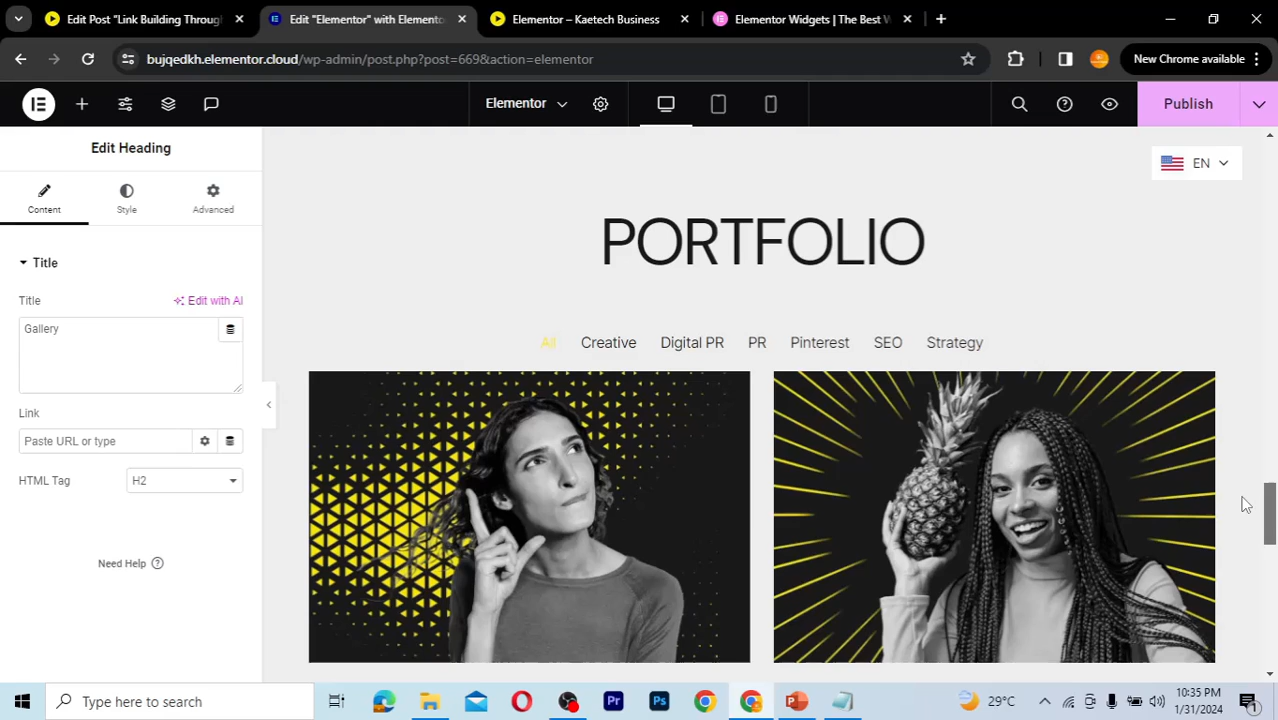 Edit Post "Link Building Throug
Edit "Elementor" with Elemento
Elementor – Kaetech Business
Elementor Widgets | The Best W
bujqedkh.elementor.cloud/wp-admin/post.php?post=669&action=elementor
New Chrome available
Elementor
Publish
Edit Heading
Content
Style
Advanced
Title
Title
Edit with AI
Gallery
Link
Paste URL or type
HTML Tag
H2
Need Help
EN
PORTFOLIO
All Creative Digital PR PR Pinterest SEO Strategy
Type here to search
Pr
Ps
29°C
10:35 PM
1/31/2024
1